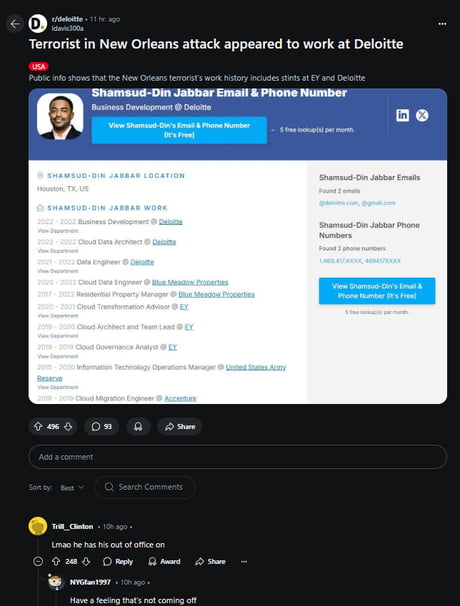 r/deloitte • 11 hr. ago
ldavis300a
Terrorist in New Orleans attack appeared to work at Deloitte
USA
Public info shows that the New Orleans terrorist's work history includes stints at EY and Deloitte
Shamsud-Din Jabbar Email & Phone Number
Business Development @ Deloitte
View Shamsud-Din's Email & Phone Number
(It's Free)
← 5 free lookup(s) per month.
SHAMSUD-DIN JABBAR LOCATION
Houston, TX, US
SHAMSUD-DIN JABBAR WORK
2022 - 2022 Business Development @ Deloitte
View Department
2022 - 2022 Cloud Data Architect @ Deloitte
View Department
2021 - 2022 Data Engineer @ Deloitte
View Department
2020 - 2022 Cloud Data Engineer @ Blue Meadow Properties
2017 - 2022 Residential Property Manager @ Blue Meadow Properties
2020 - 2021 Cloud Transformation Advisor @ EY
View Department
2019 - 2020 Cloud Architect and Team Lead @ EY
View Department
2019 - 2019 Cloud Governance Analyst @ EY
View Department
2015 - 2020 Information Technology Operations Manager @ United States Army
Reserve
View Department
2018 - 2019 Cloud Migration Engineer @ Accenture
Shamsud-Din Jabbar Emails
Found 2 emails
@deloitte.com, @gmail.com
Shamsud-Din Jabbar Phone
Numbers
Found 2 phone numbers
1.469.417.XXXX, 469417XXXX
View Shamsud-Din's Email &
Phone Number (It's Free)
5 free lookup(s) per month.
496
93
Share
Add a comment
Sort by: Best
Search Comments
Trill_Clinton • 10h ago •
Lmao he has his out of office on
248
Reply
Award
Share
NYGfan1997 • 10h ago •
Have a feeling that's not coming off